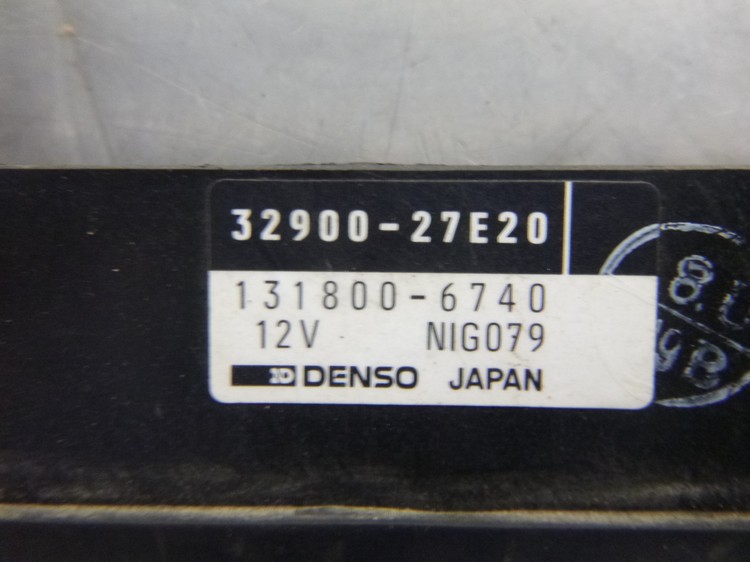 32900-27E20
131800-6740
12V NIG079
DENSO JAPAN